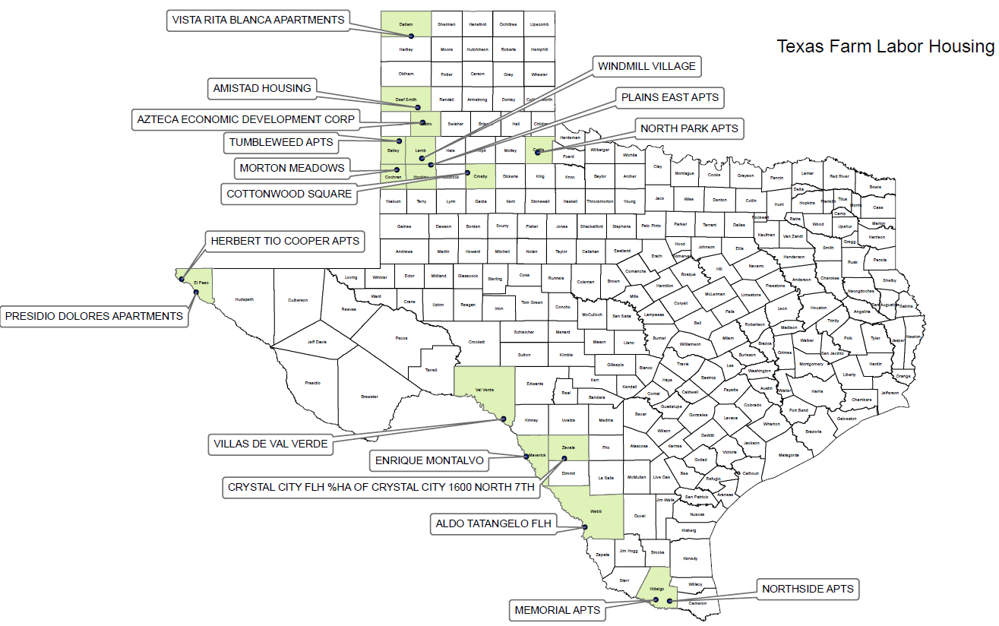 Texas Farm Labor Housing
VISTA RITA BLANCA APARTMENTS
AMISTAD HOUSING
AZTECA ECONOMIC DEVELOPMENT CORP
TUMBLEWEED APTS
MORTON MEADOWS
COTTONWOOD SQUARE
WINDMILL VILLAGE
PLAINS EAST APTS
NORTH PARK APTS
HERBERT TIO COOPER APTS
PRESIDIO DOLORES APARTMENTS
VILLAS DE VAL VERDE
ENRIQUE MONTALVO
CRYSTAL CITY FLH %HA OF CRYSTAL CITY 1600 NORTH 7TH
ALDO TATANGELO FLH
MEMORIAL APTS
NORTHSIDE APTS
Dallam Sherman Hansford Ochiltree Lipscomb
Hartley Moore Hutchinson Roberts Hemphill
Oldham Potter Carson Gray Wheeler
Deaf Smith Randall Armstrong Donley
Swisher Hall
Bailey Lamb Hale Motley Foard Hardeman Wilbarger Wichita
Cochran Crosby Dickens King Knox Baylor Archer Clay Montague Cooke Grayson Fannin Lamar Red River Bowie
Yoakum Terry Lynn Garza Kent Stonewall Haskell Throckmorton Young Jack Wise Denton Collin Hunt Delta Hopkins Franklin Titus Morris Cass
Gaines Dawson Borden Scurry Fisher Jones Shackelford Stephens Palo Pinto Parker Tarrant Dallas Rockwall Kaufman Rains Van Zandt Wood Camp Upshur Marion Harrison Gregg
Andrews Martin Howard Mitchell Nolan Taylor Callahan Eastland Erath Hood Somervell Johnson Ellis Henderson Smith Rusk Panola
El Paso Hudspeth Culberson Reeves Loving Winkler Ector Midland Glasscock Sterling Coke Runnels Coleman Brown Comanche Hamilton Bosque Hill Navarro Freestone Anderson Cherokee Nacogdoches Shelby
Ward Crane Upton Reagan Irion Tom Green Concho McCulloch San Saba Mills Lampasas Coryell McLennan Limestone Leon Houston Angelina San Augustine Sabine
Jeff Davis Pecos Crockett Schleicher Menard Mason Llano Burnet Bell Falls Robertson Madison Trinity Walker Polk Tyler Jasper Newton
Presidio Brewster Terrell Sutton Kimble Gillespie Blanco Williamson Milam Brazos Burleson Grimes San Jacinto Montgomery Liberty Hardin Orange
Val Verde Edwards Real Kerr Bandera Kendall Hays Travis Bastrop Lee Washington Austin Waller Harris Chambers Jefferson
Kinney Uvalde Medina Bexar Comal Guadalupe Caldwell Fayette Colorado Fort Bend Galveston Brazoria
Maverick Zavala Frio Atascosa Wilson Gonzales Lavaca Wharton Karnes DeWitt Jackson Matagorda
Dimmit La Salle McMullen Live Oak Bee Goliad Victoria Calhoun Refugio
Webb Duval Jim Wells San Patricio Aransas Nueces Kleberg
Zapata Jim Hogg Brooks Kenedy
Starr Hidalgo Willacy Cameron